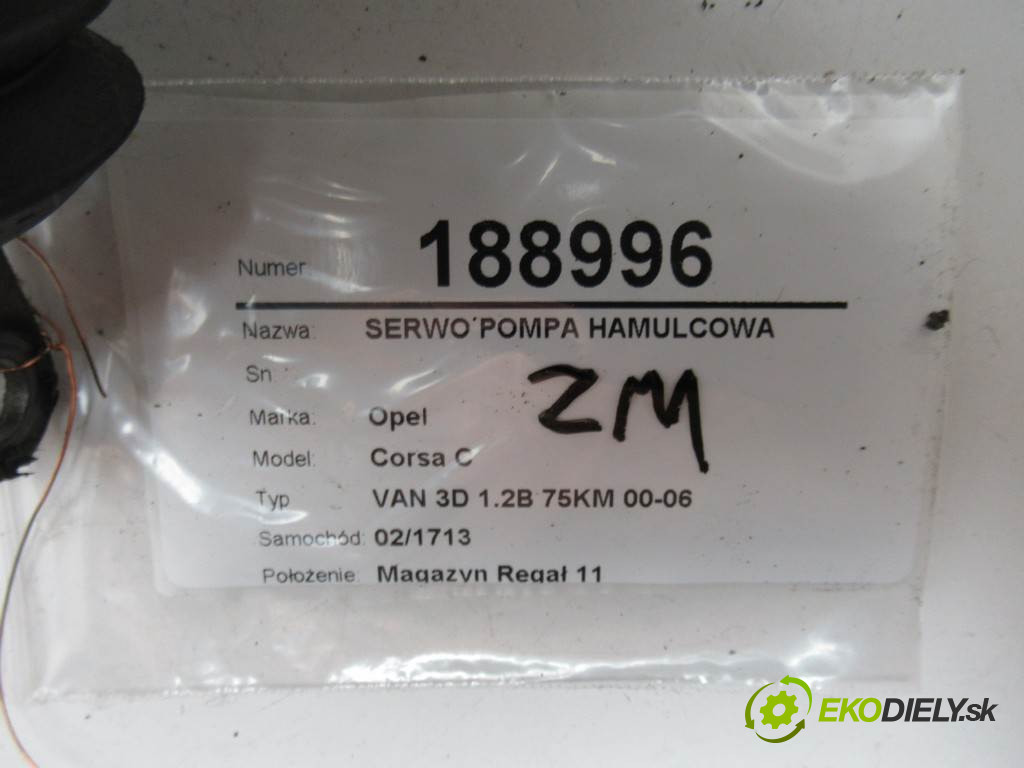 Numer: 188996
Nazwa: SERWO POMPA HAMULCOWA
Sn
Marka: Opel
ZM
Model: Corsa C
Typ VAN 3D 1.2B 75KM 00-06
Samochód: 02/1713
Położenie: Magazyn Regał 11
EKODIELY.sk